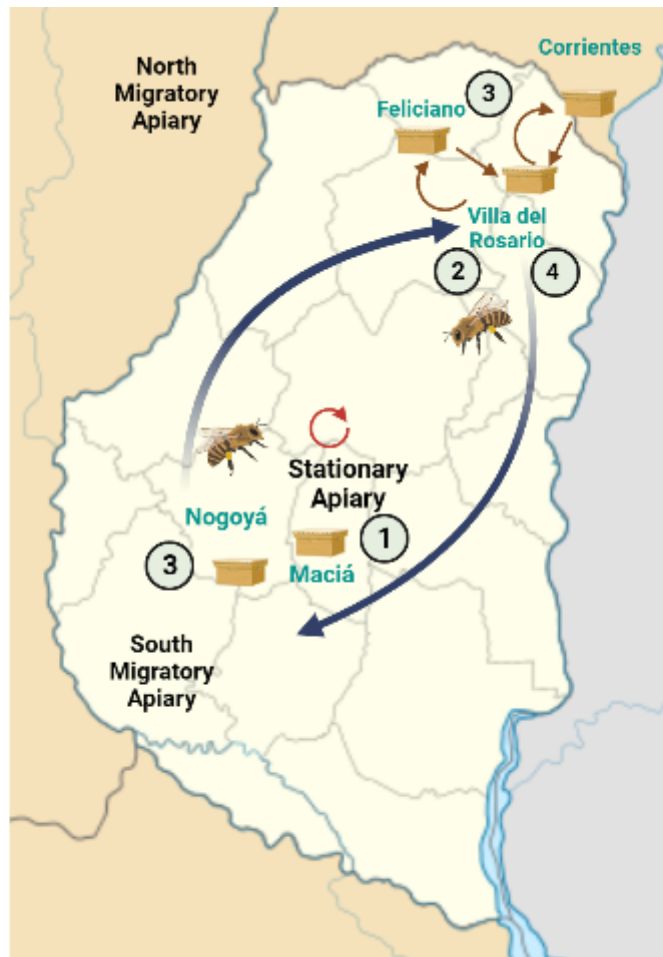 Corrientes
North
Migratory
Apiary
3
Feliciano
Villa del
Rosario
2
4
Stationary
Apiary
Nogoyá
1
3
Maciá
South
Migratory
Apiary